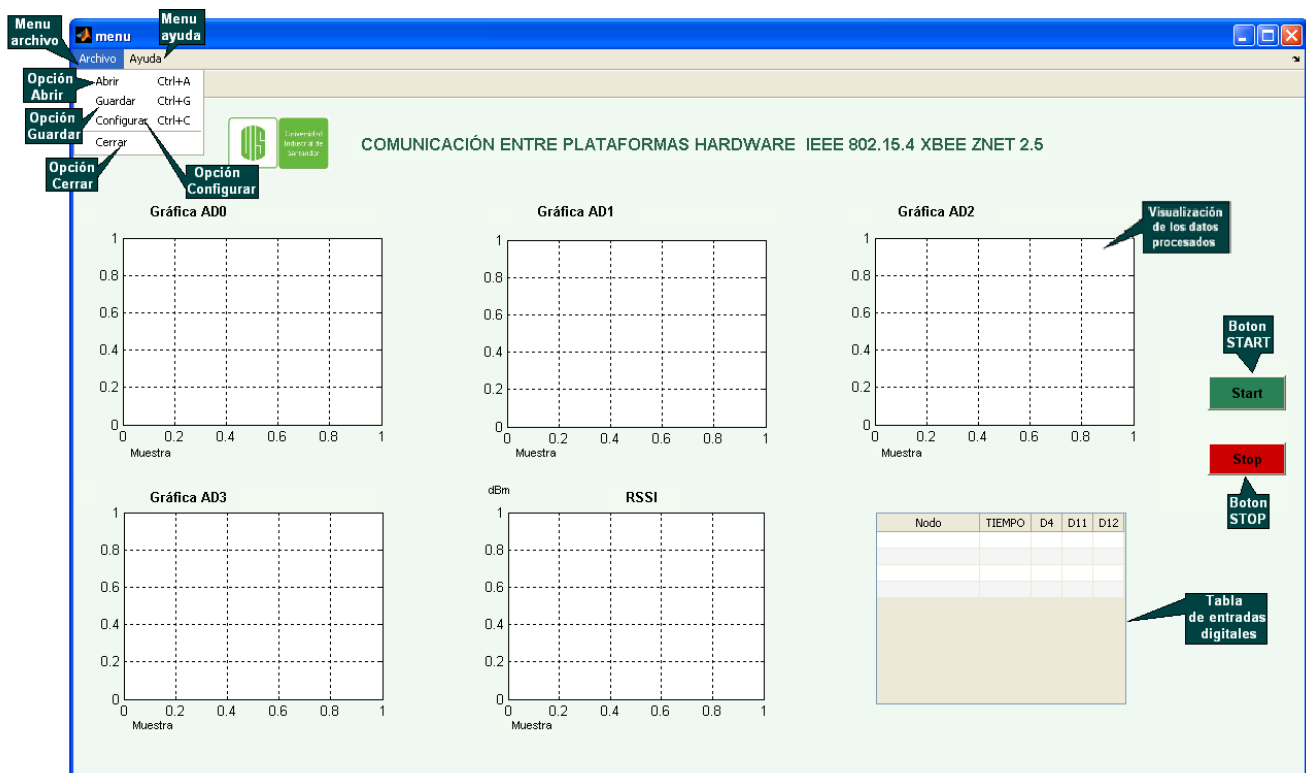 Menu
archivo
Menu
ayuda
menu
Archivo Ayuda
Opción
Abrir
Abrir Ctrl+A
Guardar Ctrl+G
Opción
Guardar
Configurar Ctrl+C
Cerrar
Opción
Cerrar
Opción
Configurar
UIS
Universidad
Industrial de
Santander
COMUNICACIÓN ENTRE PLATAFORMAS HARDWARE IEEE 802.15.4 XBEE ZNET 2.5
Gráfica AD0
1
0.8
0.6
0.4
0.2
0
0 0.2 0.4 0.6 0.8 1
Muestra
Gráfica AD1
1
0.8
0.6
0.4
0.2
0
0 0.2 0.4 0.6 0.8 1
Muestra
Gráfica AD2
1
0.8
0.6
0.4
0.2
0
0 0.2 0.4 0.6 0.8 1
Muestra
Visualización
de los datos
procesados
Boton
START
Start
Stop
Boton
STOP
Gráfica AD3
1
0.8
0.6
0.4
0.2
0
0 0.2 0.4 0.6 0.8 1
Muestra
dBm
RSSI
1
0.8
0.6
0.4
0.2
0
0 0.2 0.4 0.6 0.8 1
Muestra
Nodo TIEMPO D4 D11 D12
Tabla
de entradas
digitales